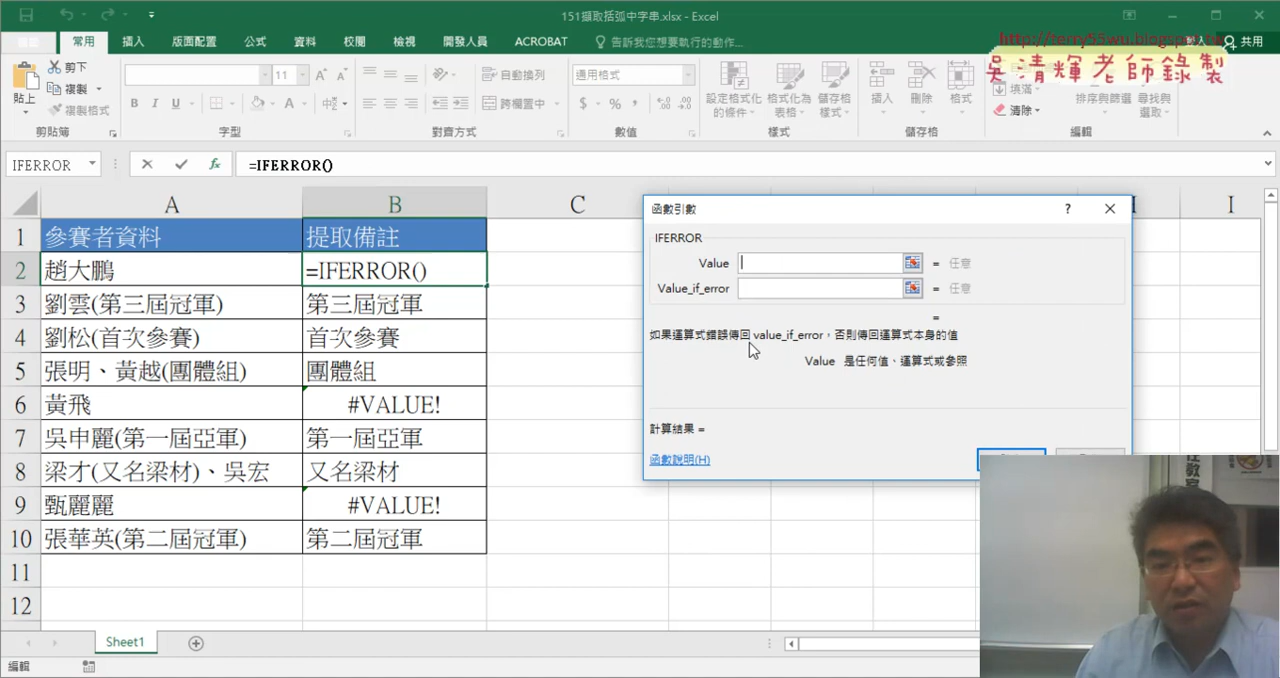 151擷取括弧中字串.xlsx - Excel
常用 插入 版面配置 公式 資料 校閱 檢視 開發人員 ACROBAT 告訴我您想要執行的動作... 共用
http://terry55wu.blogspot.tw
吳清輝老師錄製
貼上 剪下 複製 複製格式
11 A A 自動換列 通用格式
B I U A 中 跨欄置中 $ % ,
設定格式化的條件 格式化為表格 儲存格樣式 插入 刪除 格式 填滿 清除 排序與篩選 尋找與選取
剪貼簿 字型 對齊方式 數值 樣式 儲存格 編輯
IFERROR fx =IFERROR()
A B C H I
1 參賽者資料 提取備註
2 趙大鵬 =IFERROR()
3 劉雲(第三屆冠軍) 第三屆冠軍
4 劉松(首次參賽) 首次參賽
5 張明、黃越(團體組) 團體組
6 黃飛 #VALUE!
7 吳申麗(第一屆亞軍) 第一屆亞軍
8 梁才(又名梁材)、吳宏 又名梁材
9 甄麗麗 #VALUE!
10 張華英(第二屆冠軍) 第二屆冠軍
11
12
函數引數 ?
IFERROR
Value = 任意
Value_if_error = 任意
=
如果運算式錯誤傳回 value_if_error，否則傳回運算式本身的值
Value 是任何值、運算式或參照
計算結果 =
函數說明(H)
Sheet1
編輯